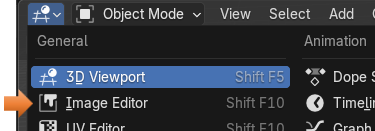 Object Mode View Select Add
General Animation
3D Viewport Shift F5 Dope S
Image Editor Shift F10 Timeli
UV Editor Shift F10 Graph